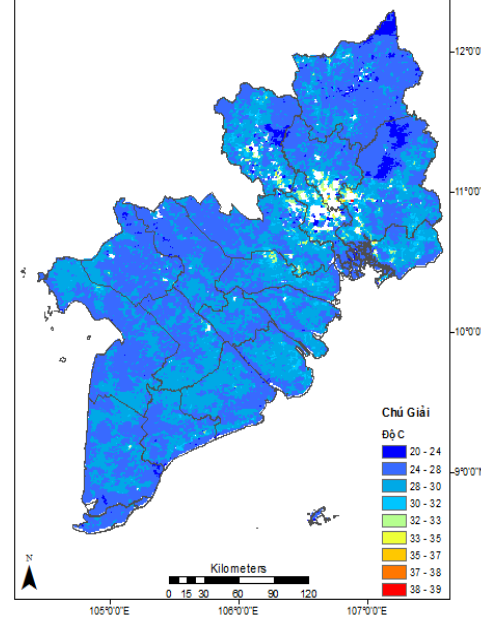 12°0'0"
11°0'0"
10°0'0"
Chú Giải
Độ C
20 - 24
24 - 28
28 - 30
30 - 32
32 - 33
33 - 35
35 - 37
37 - 38
38 - 39
9°0'0"N
N
Kilometers
0 15 30 60 90 120
105°0'0"E
106°0'0"E
107°0'0"E